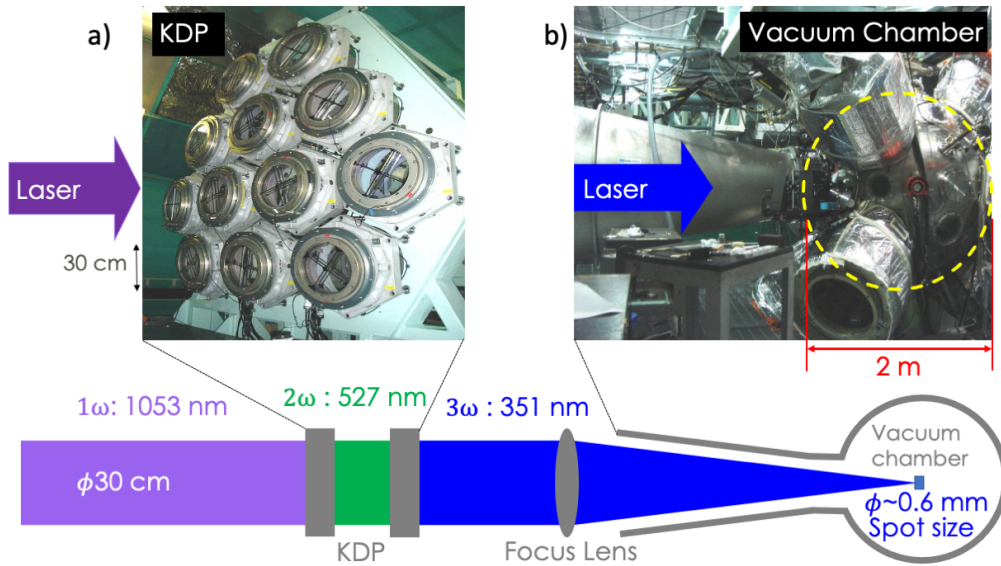 a)
KDP
Laser
30 cm
b)
Vacuum Chamber
Laser
2 m
1ω: 1053 nm
2ω : 527 nm
3ω : 351 nm
ϕ30 cm
KDP
Focus Lens
Vacuum
chamber
ϕ~0.6 mm
Spot size